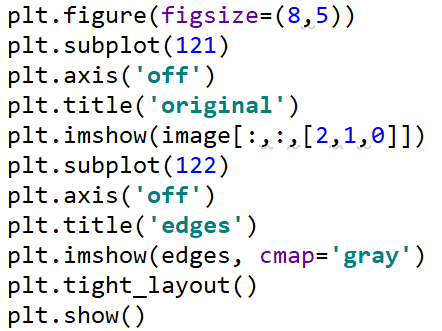 plt.figure(figsize=(8,5))
plt.subplot(121)
plt.axis('off')
plt.title('original')
plt.imshow(image[:,:,[2,1,0]])
plt.subplot(122)
plt.axis('off')
plt.title('edges')
plt.imshow(edges, cmap='gray')
plt.tight_layout()
plt.show()